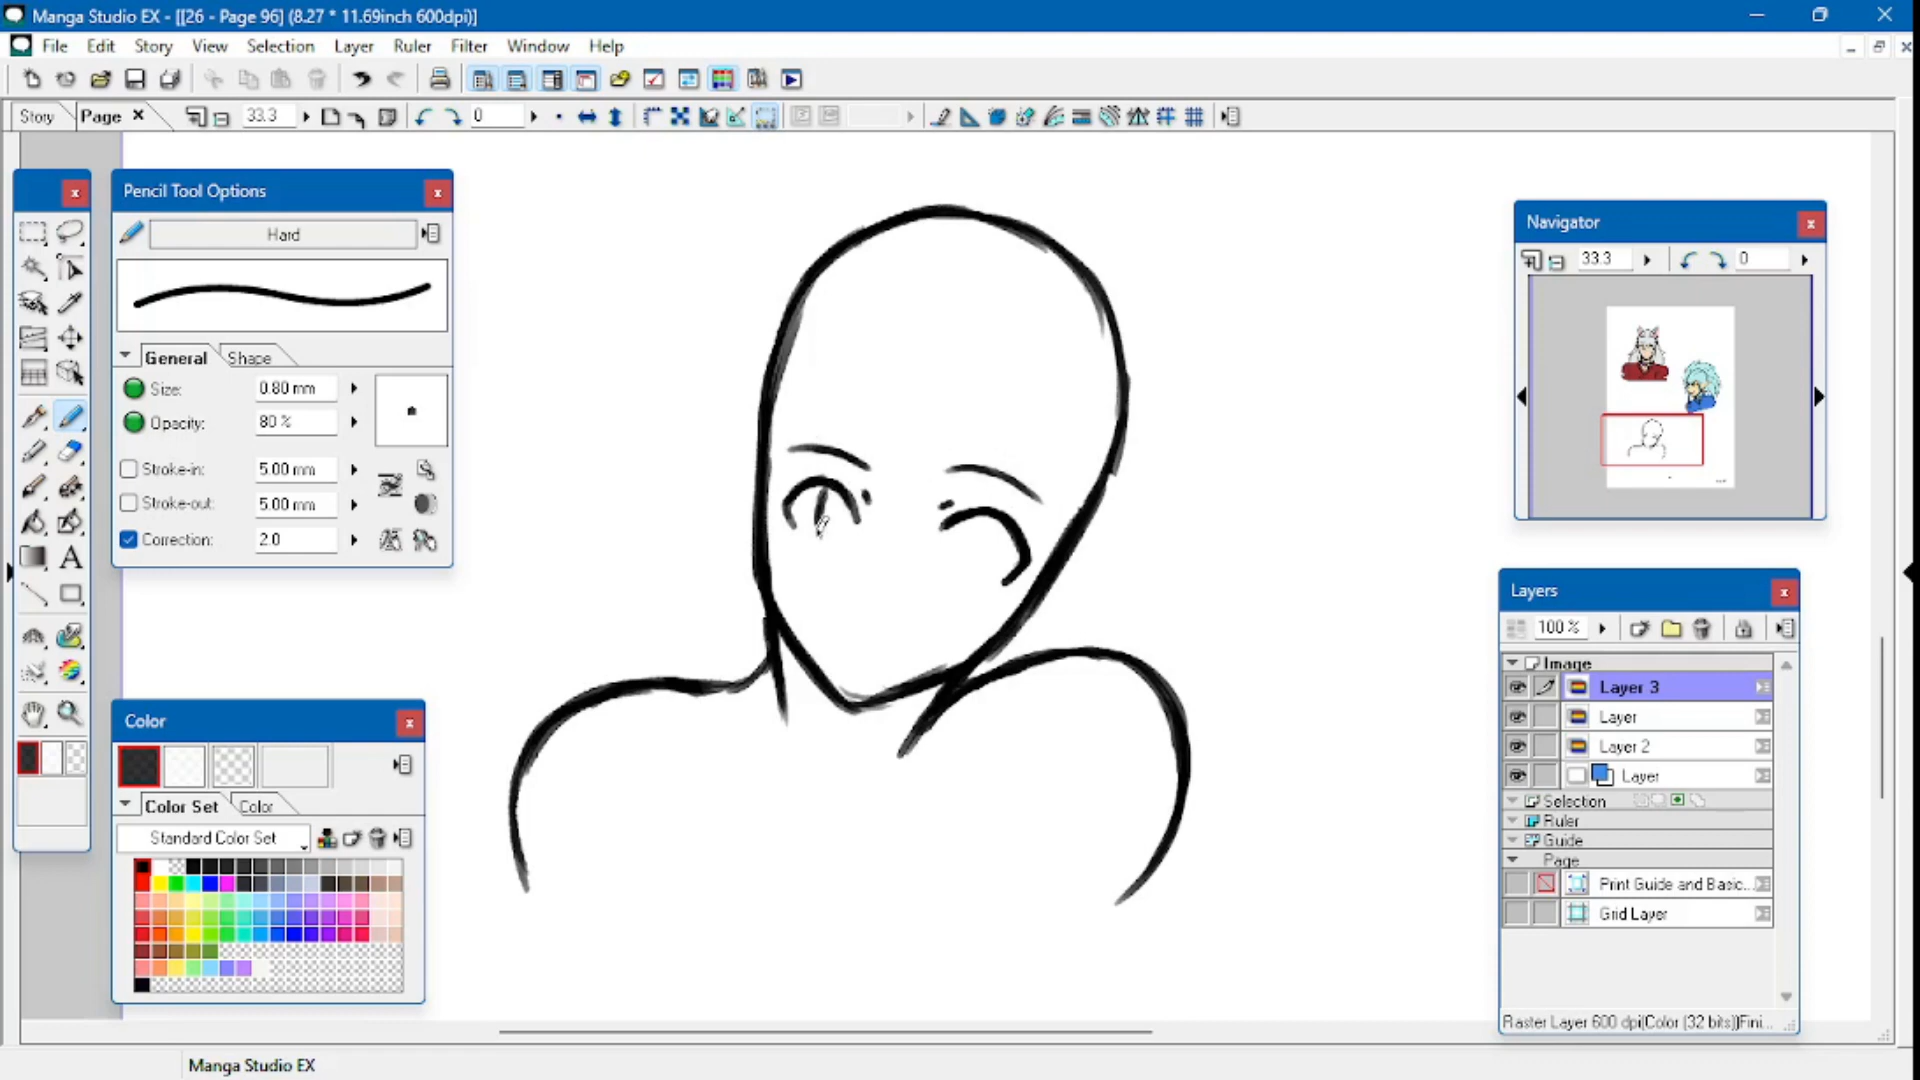 Manga Studio EX - [[26 - Page 96] (8.27 * 11.69inch 600dpi)]
File Edit Story View Selection Layer Ruler Filter Window Help
Story Page 33.3 0
Pencil Tool Options
Hard
General Shape
Size: 0.80 mm
Opacity: 80 %
Stroke-in: 5.00 mm
Stroke-out: 5.00 mm
Correction: 2.0
A
Color
Color Set Color
Standard Color Set
Navigator
33.3 0
Layers
100 %
Image
Layer 3
Layer
Layer 2
Layer
Selection
Ruler
Guide
Page
Print Guide and Basic...
Grid Layer
Raster Layer 600 dpi(Color (32 bits))Fini...
Manga Studio EX